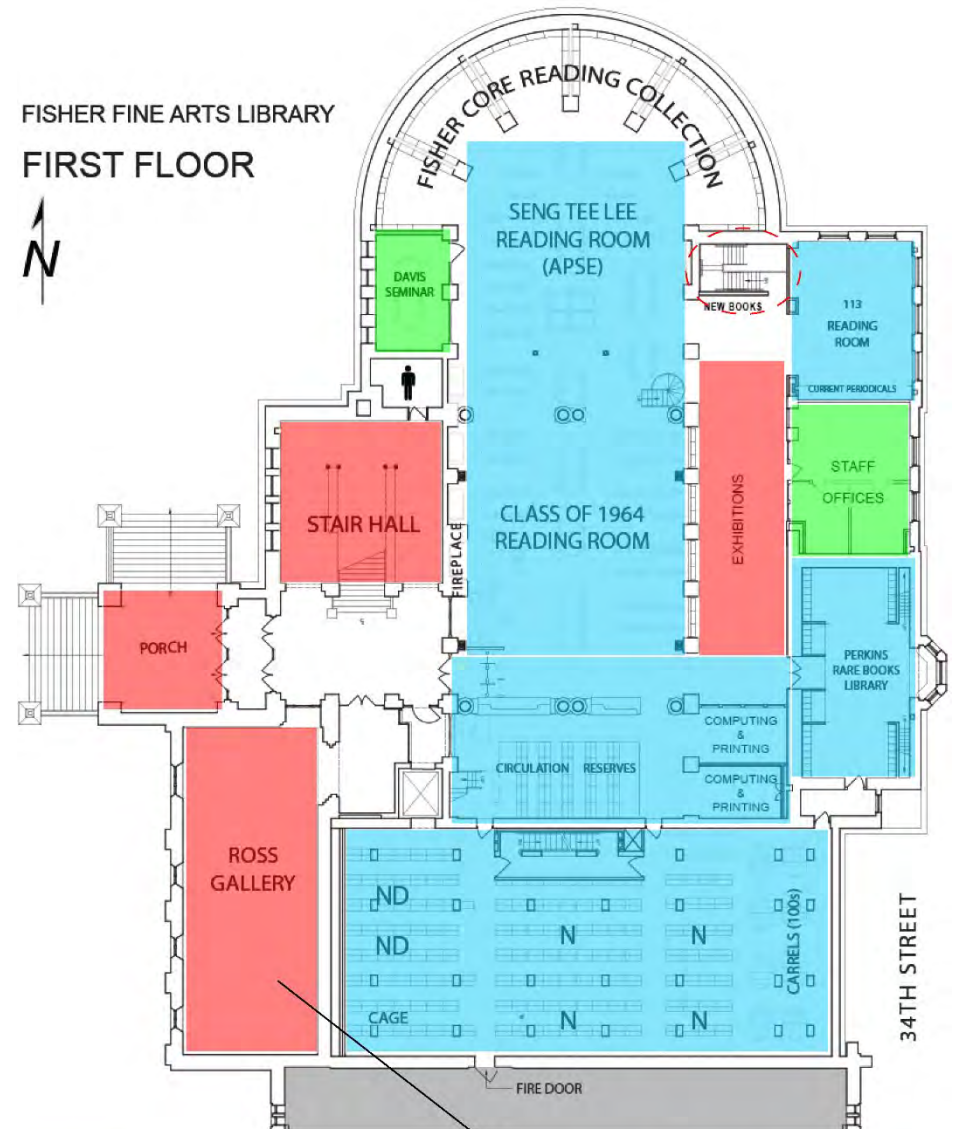 FISHER FINE ARTS LIBRARY
FIRST FLOOR
N
FISHER CORE READING COLLECTION
SENG TEE LEE
READING ROOM
(APSE)
DAVIS
SEMINAR
NEW BOOKS
113
READING
ROOM
CURRENT PERIODICALS
STAFF
OFFICES
EXHIBITIONS
STAIR HALL
FIREPLACE
CLASS OF 1964
READING ROOM
PORCH
PERKINS
RARE BOOKS
LIBRARY
COMPUTING
&
PRINTING
CIRCULATION RESERVES
COMPUTING
&
PRINTING
ROSS
GALLERY
ND
ND
CAGE
N
N
N
N
CARRELS (100s)
34TH STREET
FIRE DOOR